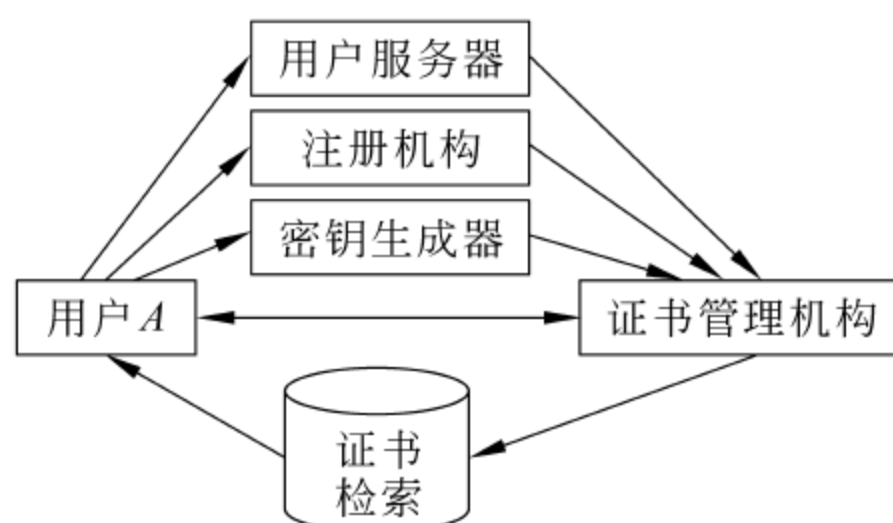 用户服务器
注册机构
密钥生成器
用户A
证书管理机构
证书
检索